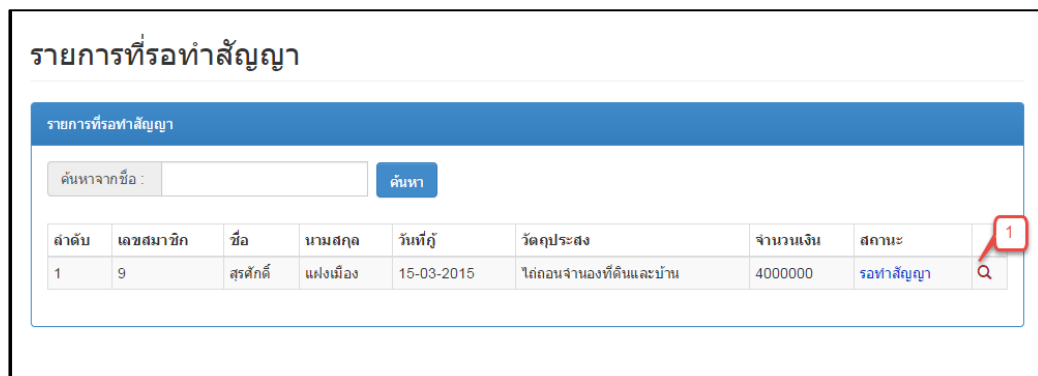 รายการที่รอทำสัญญา
รายการที่รอทำสัญญา
ค้นหาจากชื่อ : ค้นหา
ลำดับ เลขสมาชิก ชื่อ นามสกุล วันที่กู้ วัตถุประสง จำนวนเงิน สถานะ 1
1 9 สุรศักดิ์ แฝงเมือง 15-03-2015 ไถ่ถอนจำนองที่ดินและบ้าน 4000000 รอทำสัญญา